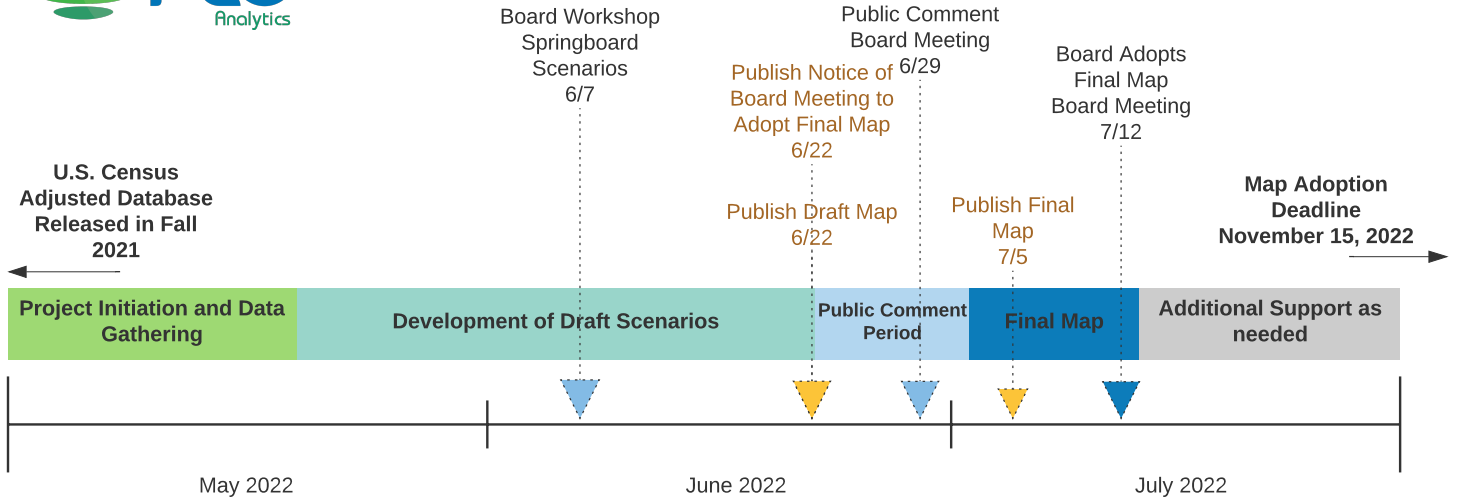 Analytics
Board Workshop
Springboard
Scenarios
6/7
Publish Notice of
Board Meeting to
Adopt Final Map
6/22
Publish Draft Map
6/22
Public Comment
Board Meeting
6/29
Publish Final
Map
7/5
Board Adopts
Final Map
Board Meeting
7/12
U.S. Census
Adjusted Database
Released in Fall
2021
Map Adoption
Deadline
November 15, 2022
Project Initiation and Data
Gathering
Development of Draft Scenarios
Public Comment
Period
Final Map
Additional Support as
needed
May 2022
June 2022
July 2022